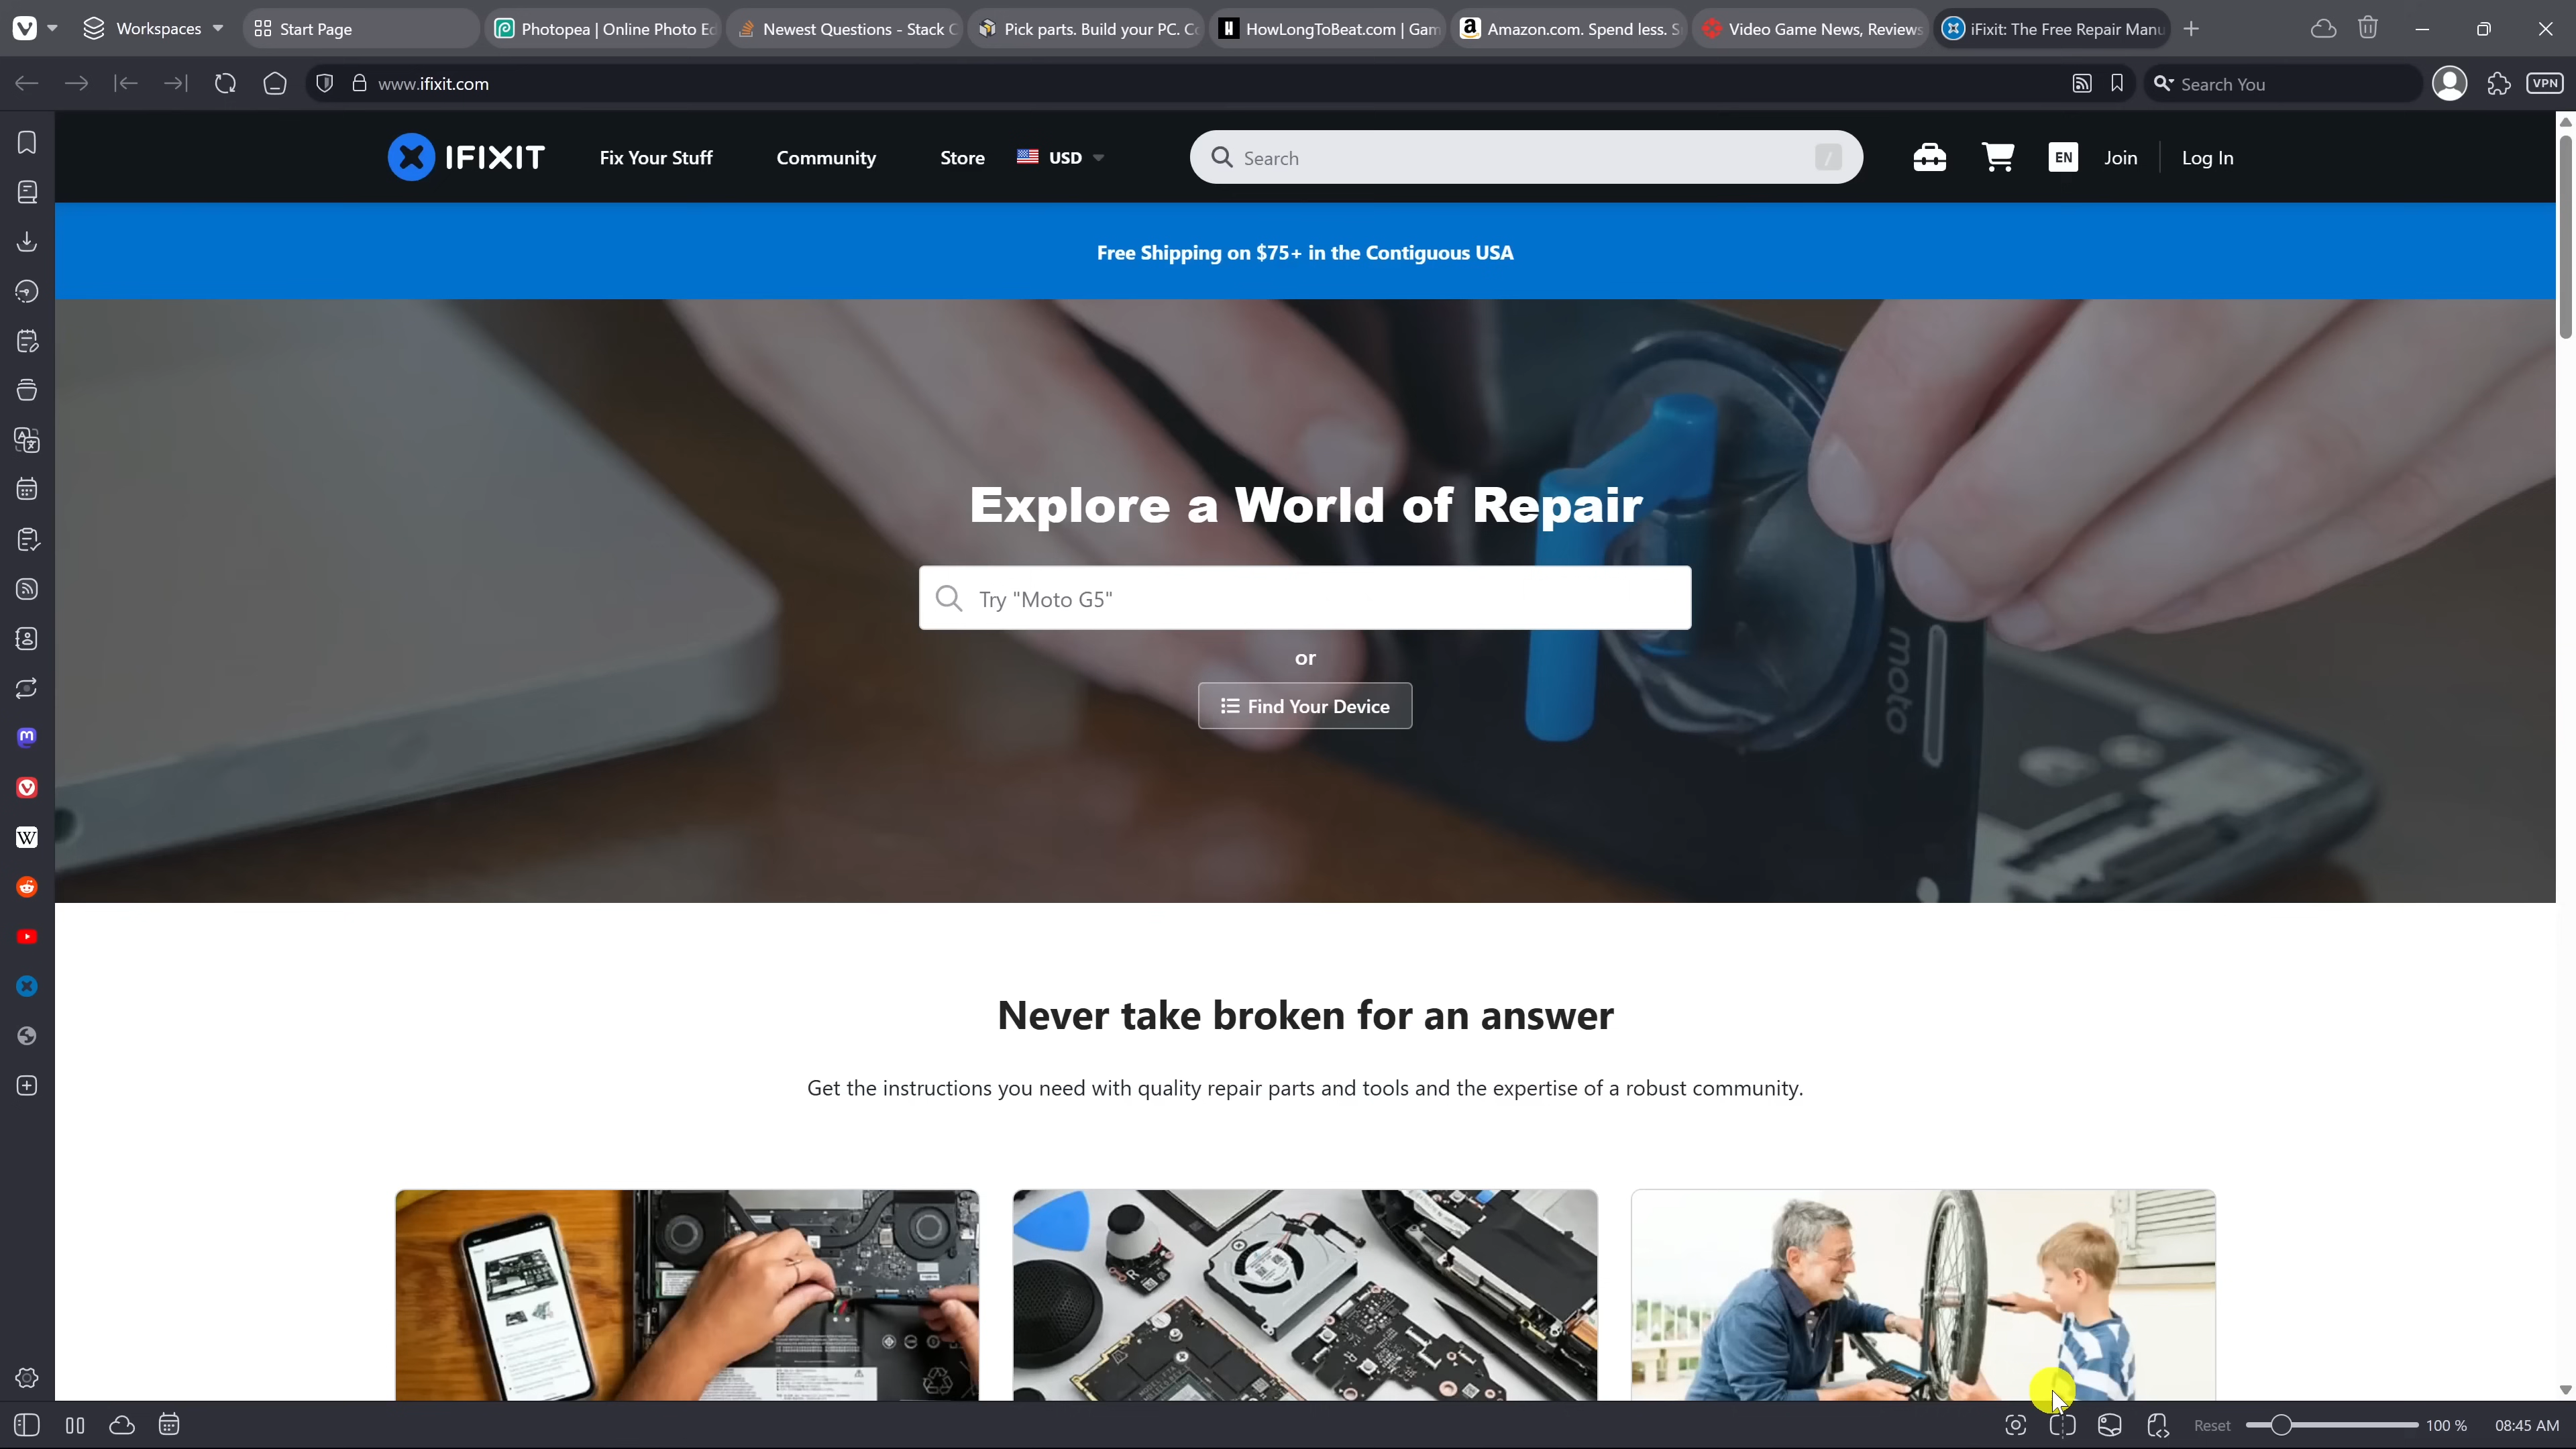 Workspaces
Start Page
Photopea | Online Photo Ed
Newest Questions - Stack O
Pick parts. Build your PC. Co
HowLongToBeat.com | Gam
Amazon.com. Spend less. S
Video Game News, Reviews
iFixit: The Free Repair Manu
www.ifixit.com
Search You
VPN
IFIXIT
Fix Your Stuff
Community
Store
USD
Search
/
EN
Join
Log In
Free Shipping on $75+ in the Contiguous USA
Explore a World of Repair
Try "Moto G5"
or
Find Your Device
moto
Never take broken for an answer
Get the instructions you need with quality repair parts and tools and the expertise of a robust community.
Reset
100 %
08:45 AM